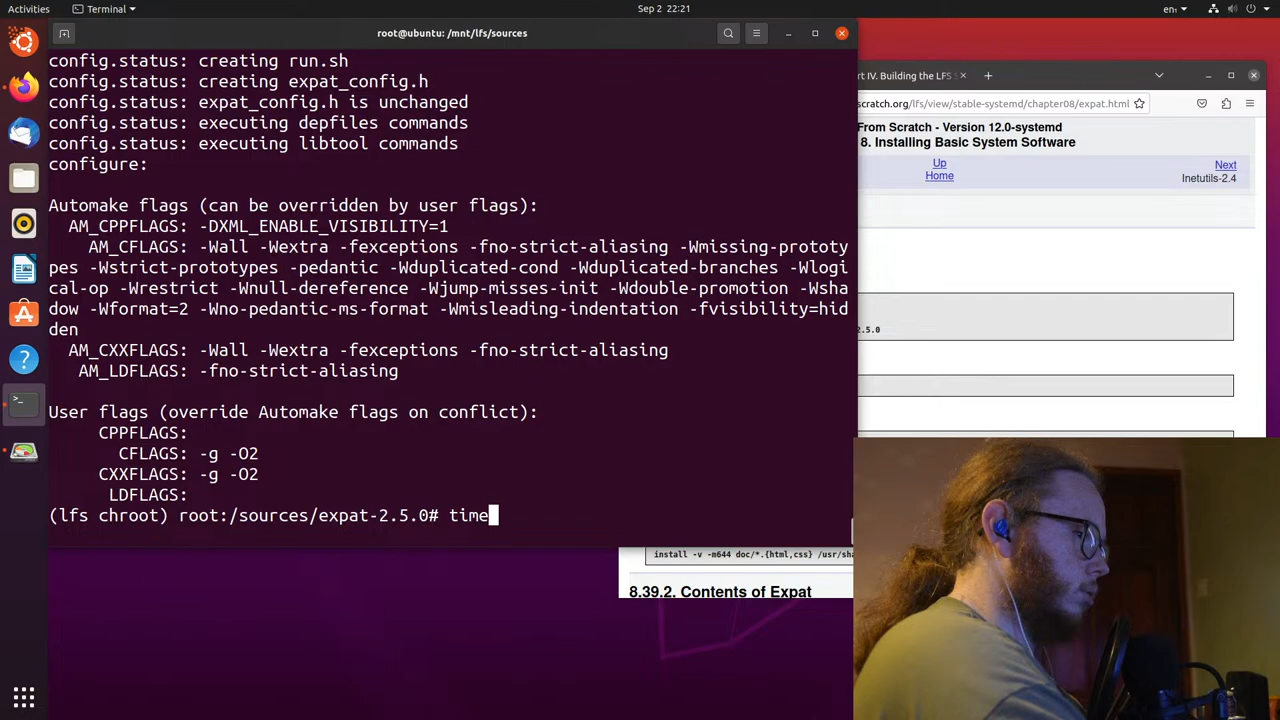 Activities
Terminal
Sep 2 22:21
en
root@ubuntu: /mnt/lfs/sources
config.status: creating run.sh
config.status: creating expat_config.h
config.status: expat_config.h is unchanged
config.status: executing depfiles commands
config.status: executing libtool commands
configure:
Automake flags (can be overridden by user flags):
AM_CPPFLAGS: -DXML_ENABLE_VISIBILITY=1
AM_CFLAGS: -Wall -Wextra -fexceptions -fno-strict-aliasing -Wmissing-prototy
pes -Wstrict-prototypes -pedantic -Wduplicated-cond -Wduplicated-branches -Wlogi
cal-op -Wrestrict -Wnull-dereference -Wjump-misses-init -Wdouble-promotion -Wsha
dow -Wformat=2 -Wno-pedantic-ms-format -Wmisleading-indentation -fvisibility=hid
den
AM_CXXFLAGS: -Wall -Wextra -fexceptions -fno-strict-aliasing
AM_LDFLAGS: -fno-strict-aliasing
User flags (override Automake flags on conflict):
CPPFLAGS:
CFLAGS: -g -O2
CXXFLAGS: -g -O2
LDFLAGS:
(lfs chroot) root:/sources/expat-2.5.0# time
rt IV. Building the LFS S
scratch.org/lfs/view/stable-systemd/chapter08/expat.html
From Scratch - Version 12.0-systemd
8. Installing Basic System Software
Up
Next
Home
Inetutils-2.4
2.5.0
install -v -m644 doc/*.{html,css} /usr/sha
8.39.2. Contents of Expat